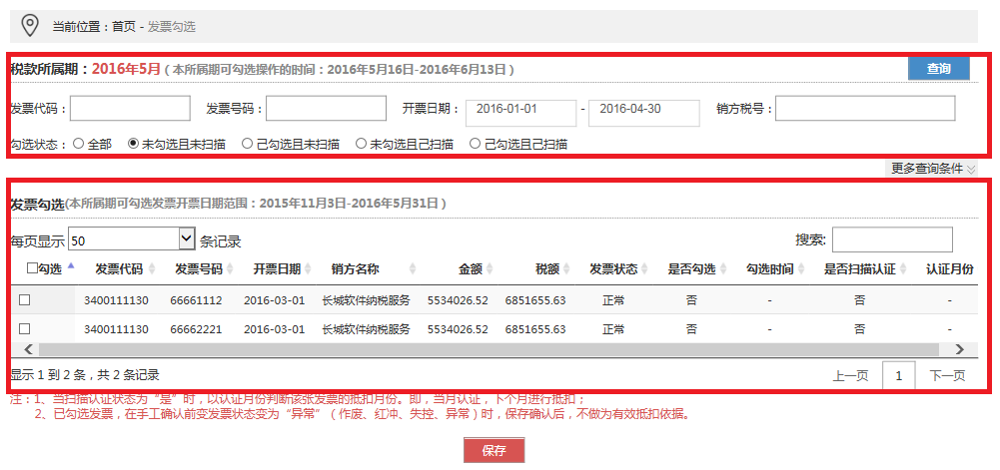 当前位置：首页 - 发票勾选
税款所属期：2016年5月（本所属期可勾选操作的时间：2016年5月16日-2016年6月13日） 查询
发票代码： 发票号码： 开票日期： 2016-01-01 - 2016-04-30 销方税号：
勾选状态： 全部 未勾选且未扫描 己勾选且未扫描 未勾选且己扫描 己勾选且己扫描
更多查询条件
发票勾选(本所属期可勾选发票开票日期范围：2015年11月3日-2016年5月31日）
每页显示 50 条记录 搜索:
勾选 发票代码 发票号码 开票日期 销方名称 金额 税额 发票状态 是否勾选 勾选时间 是否扫描认证 认证月份
3400111130 66661112 2016-03-01 长城软件纳税服务 5534026.52 6851655.63 正常 否 - 否 -
3400111130 66662221 2016-03-01 长城软件纳税服务 5534026.52 6851655.63 正常 否 - 否 -
显示 1 到 2 条，共 2 条记录 上一页 1 下一页
注：1、当扫描认证状态为“是”时，以认证月份判断该张发票的抵扣月份。即，当月认证，下个月进行抵扣；
2、已勾选发票，在手工确认前变发票状态变为“异常”（作废、红冲、失控、异常）时，保存确认后，不做为有效抵扣依据。
保存